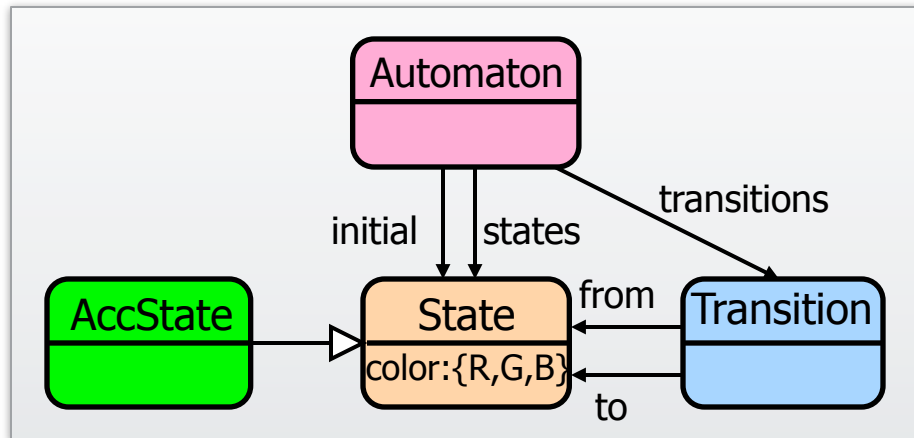 Automaton
transitions
initial
states
AccState
State
from
Transition
color:{R,G,B}
to